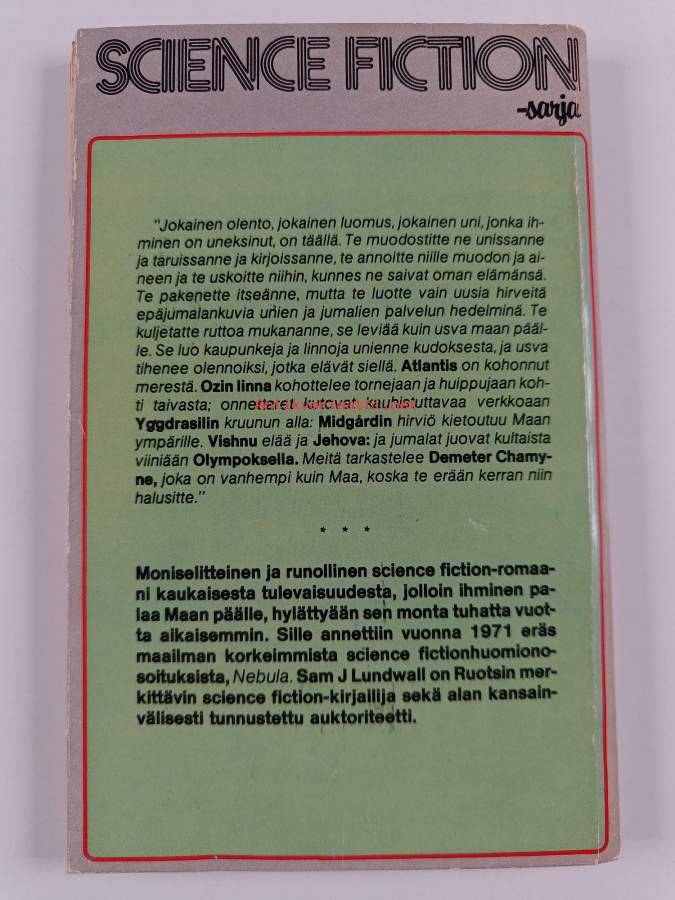 SCIENCE FICTION
-sarja
"Jokainen olento, jokainen luomus, jokainen uni, jonka ih-
minen on uneksinut, on täällä. Te muodostitte ne unissanne
ja taruissanne ja kirjoissanne, te annoitte niille muodon ja ai-
neen ja te uskoitte niihin, kunnes ne saivat oman elämänsä.
Te pakenette itseänne, mutta te luotte vain uusia hirveitä
epäjumalankuvia unien ja jumalien palvelun hedelminä. Te
kuljetatte ruttoa mukananne, se leviää kuin usva maan pääl-
le. Se luo kaupunkeja ja linnoja unienne kudoksesta, ja usva
tihenee olennoiksi, jotka elävät siellä. Atlantis on kohonnut
merestä. Ozin linna kohottelee tornejaan ja huippujaan koh-
ti taivasta; onnettaret kutovat kauhistuttavaa verkkoaan
Yggdrasilin kruunun alla: Midgårdin hirviö kietoutuu Maan
ympärille. Vishnu elää ja Jehova: ja jumalat juovat kultaista
viiniään Olympoksella. Meitä tarkastelee Demeter Chamy-
ne, joka on vanhempi kuin Maa, koska te erään kerran niin
halusitte."
* * *
Moniselitteinen ja runollinen science fiction-romaa-
ni kaukaisesta tulevaisuudesta, jolloin ihminen pa-
laa Maan päälle, hylättyään sen monta tuhatta vuot-
ta aikaisemmin. Sille annettiin vuonna 1971 eräs
maailman korkeimmista science fictionhuomiono-
soituksista, Nebula. Sam J Lundwall on Ruotsin mer-
kittävin science fiction-kirjailija sekä alan kansain-
välisesti tunnustettu auktoriteetti.